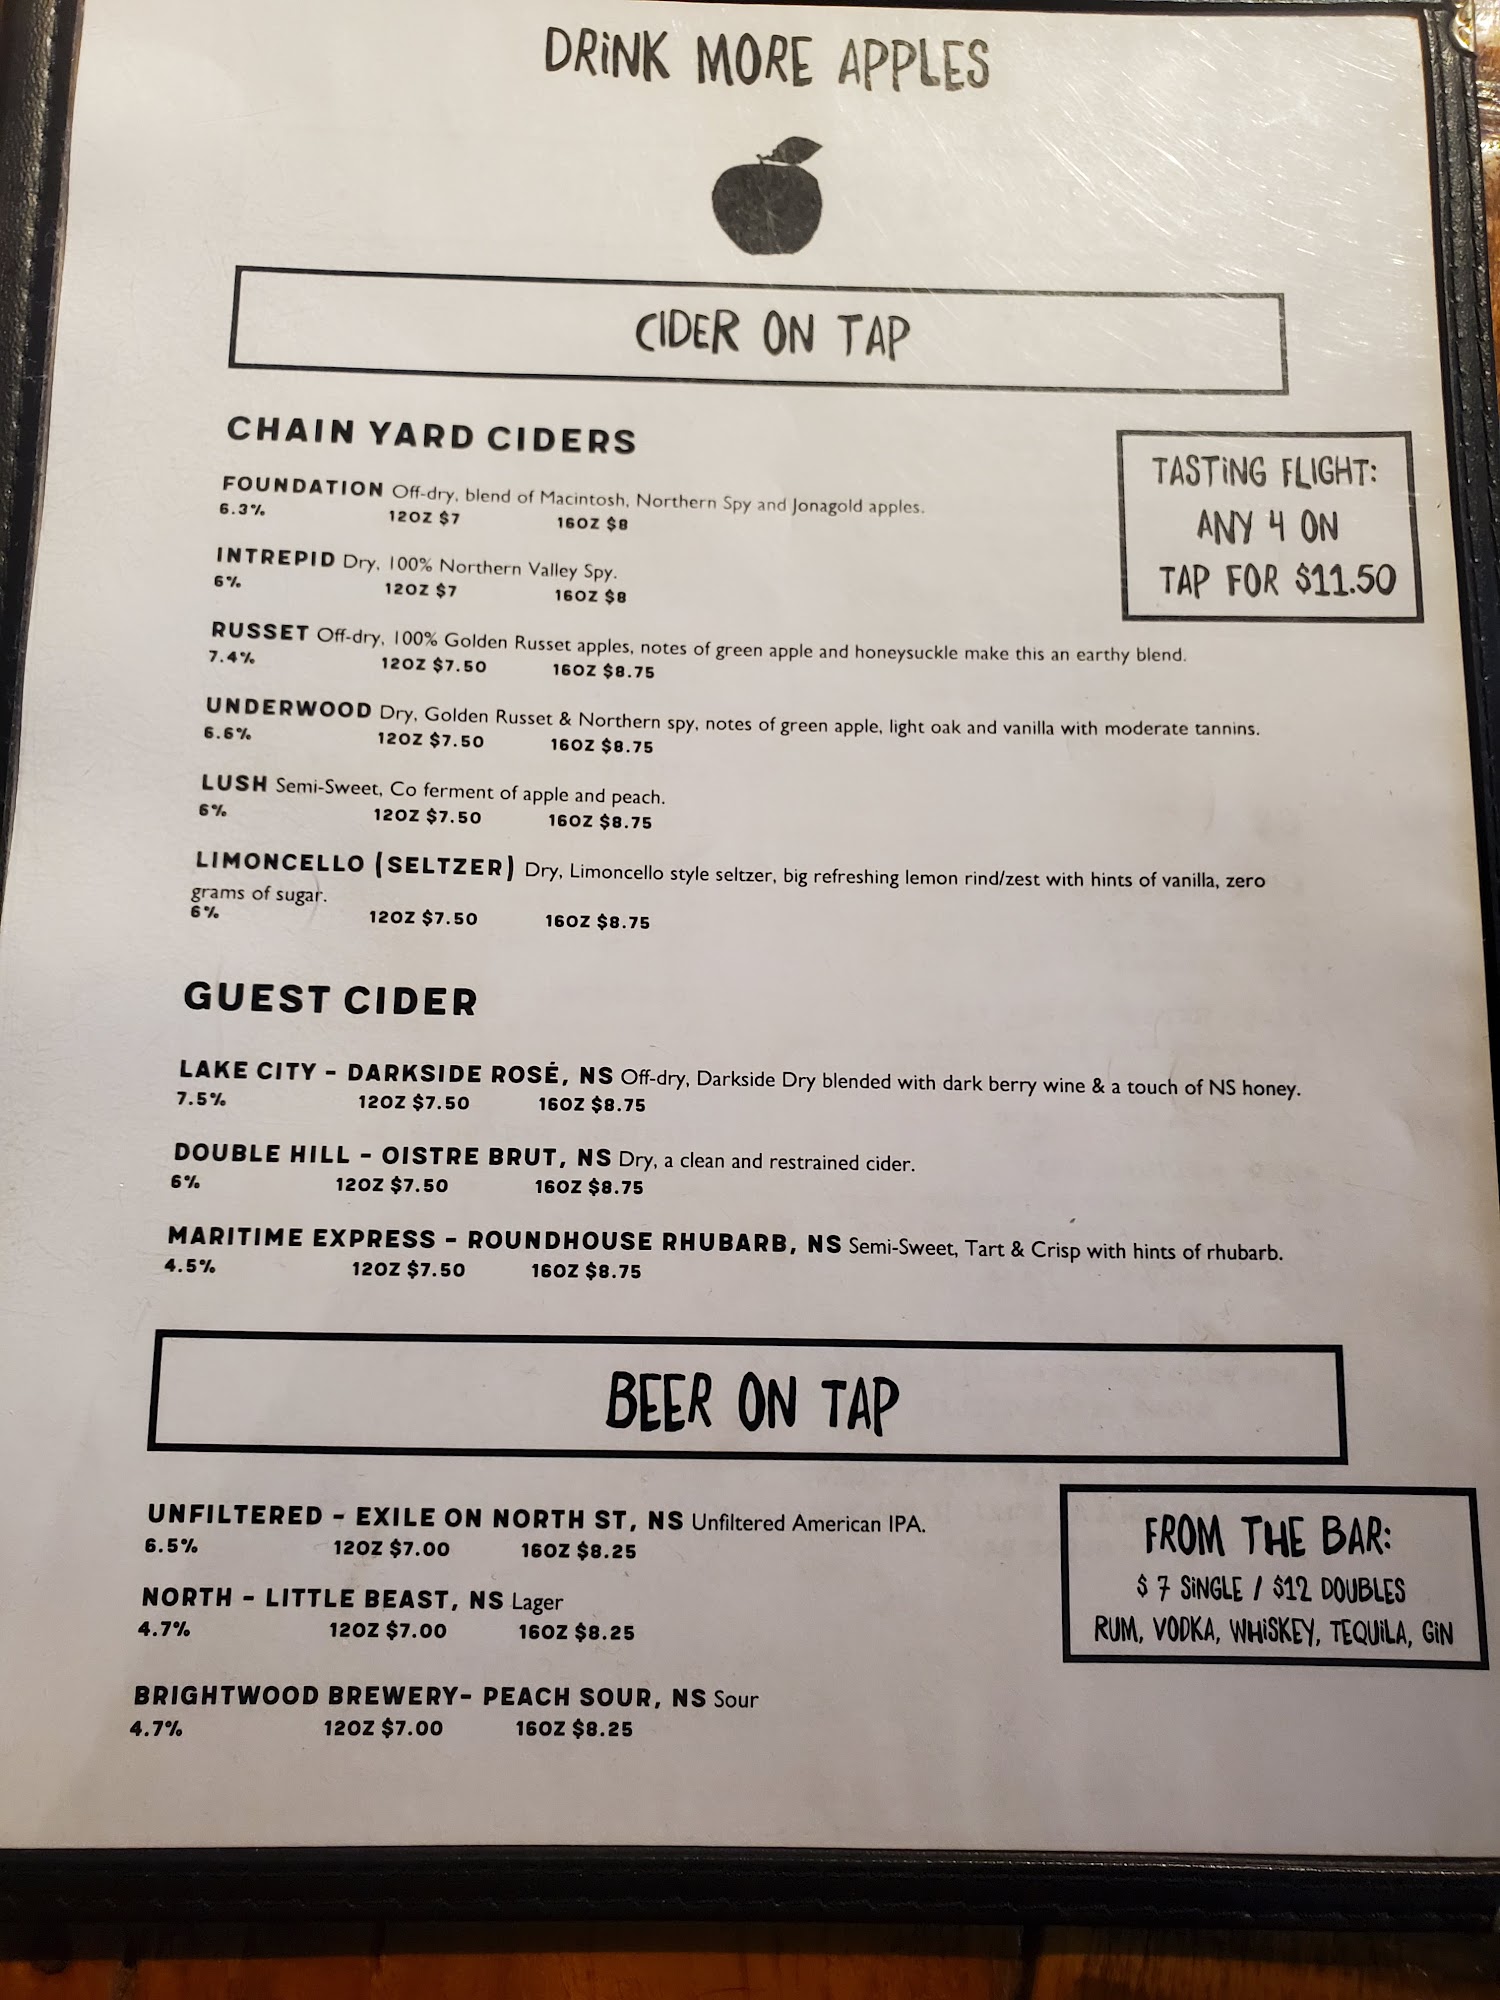 DRINK MORE APPLES
CIDER ON TAP
CHAIN YARD CIDERS
FOUNDATION Off-dry, blend of Macintosh, Northern Spy and Jonagold apples.
6.3% 12OZ $7 16OZ $8
INTREPID Dry, 100% Northern Valley Spy.
6% 12OZ $7 16OZ $8
TASTING FLIGHT:
ANY 4 ON
TAP FOR $11.50
RUSSET Off-dry, 100% Golden Russet apples, notes of green apple and honeysuckle make this an earthy blend.
7.4% 12OZ $7.50 16OZ $8.75
UNDERWOOD Dry, Golden Russet & Northern spy, notes of green apple, light oak and vanilla with moderate tannins.
6.6% 12OZ $7.50 16OZ $8.75
LUSH Semi-Sweet, Co ferment of apple and peach.
6% 12OZ $7.50 16OZ $8.75
LIMONCELLO (SELTZER) Dry, Limoncello style seltzer, big refreshing lemon rind/zest with hints of vanilla, zero
grams of sugar.
6% 12OZ $7.50 16OZ $8.75
GUEST CIDER
LAKE CITY - DARKSIDE ROSÉ, NS Off-dry, Darkside Dry blended with dark berry wine & a touch of NS honey.
7.5% 12OZ $7.50 16OZ $8.75
DOUBLE HILL - OISTRE BRUT, NS Dry, a clean and restrained cider.
6% 12OZ $7.50 16OZ $8.75
MARITIME EXPRESS - ROUNDHOUSE RHUBARB, NS Semi-Sweet, Tart & Crisp with hints of rhubarb.
4.5% 12OZ $7.50 16OZ $8.75
BEER ON TAP
UNFILTERED - EXILE ON NORTH ST, NS Unfiltered American IPA.
6.5% 12OZ $7.00 16OZ $8.25
NORTH - LITTLE BEAST, NS Lager
4.7% 12OZ $7.00 16OZ $8.25
BRIGHTWOOD BREWERY- PEACH SOUR, NS Sour
4.7% 12OZ $7.00 16OZ $8.25
FROM THE BAR:
$7 SINGLE / $12 DOUBLES
RUM, VODKA, WHISKEY, TEQUILA, GIN